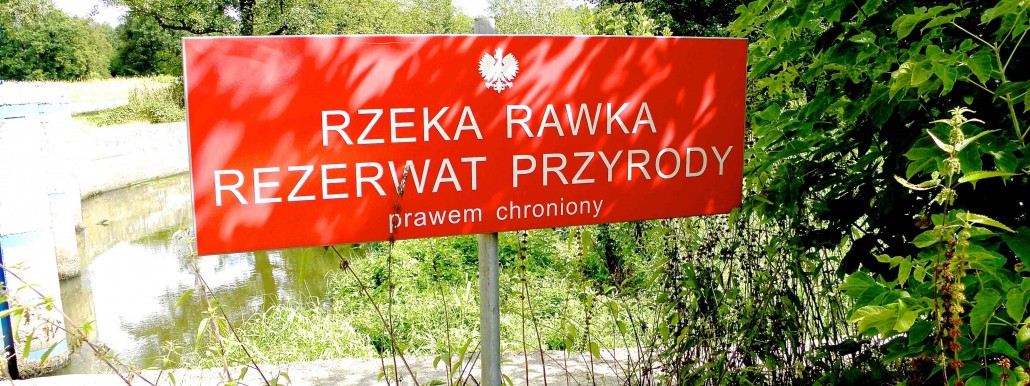 RZEKA RAWKA
REZERWAT PRZYRODY
prawem chroniony